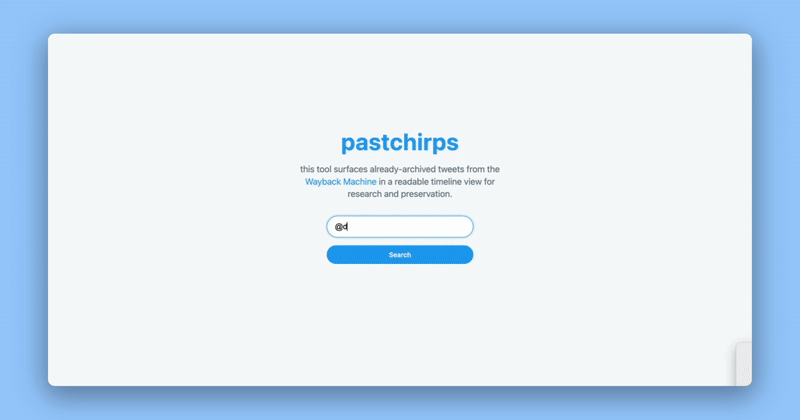 pastchirps
this tool surfaces already-archived tweets from the
Wayback Machine in a readable timeline view for
research and preservation.
@d
Search